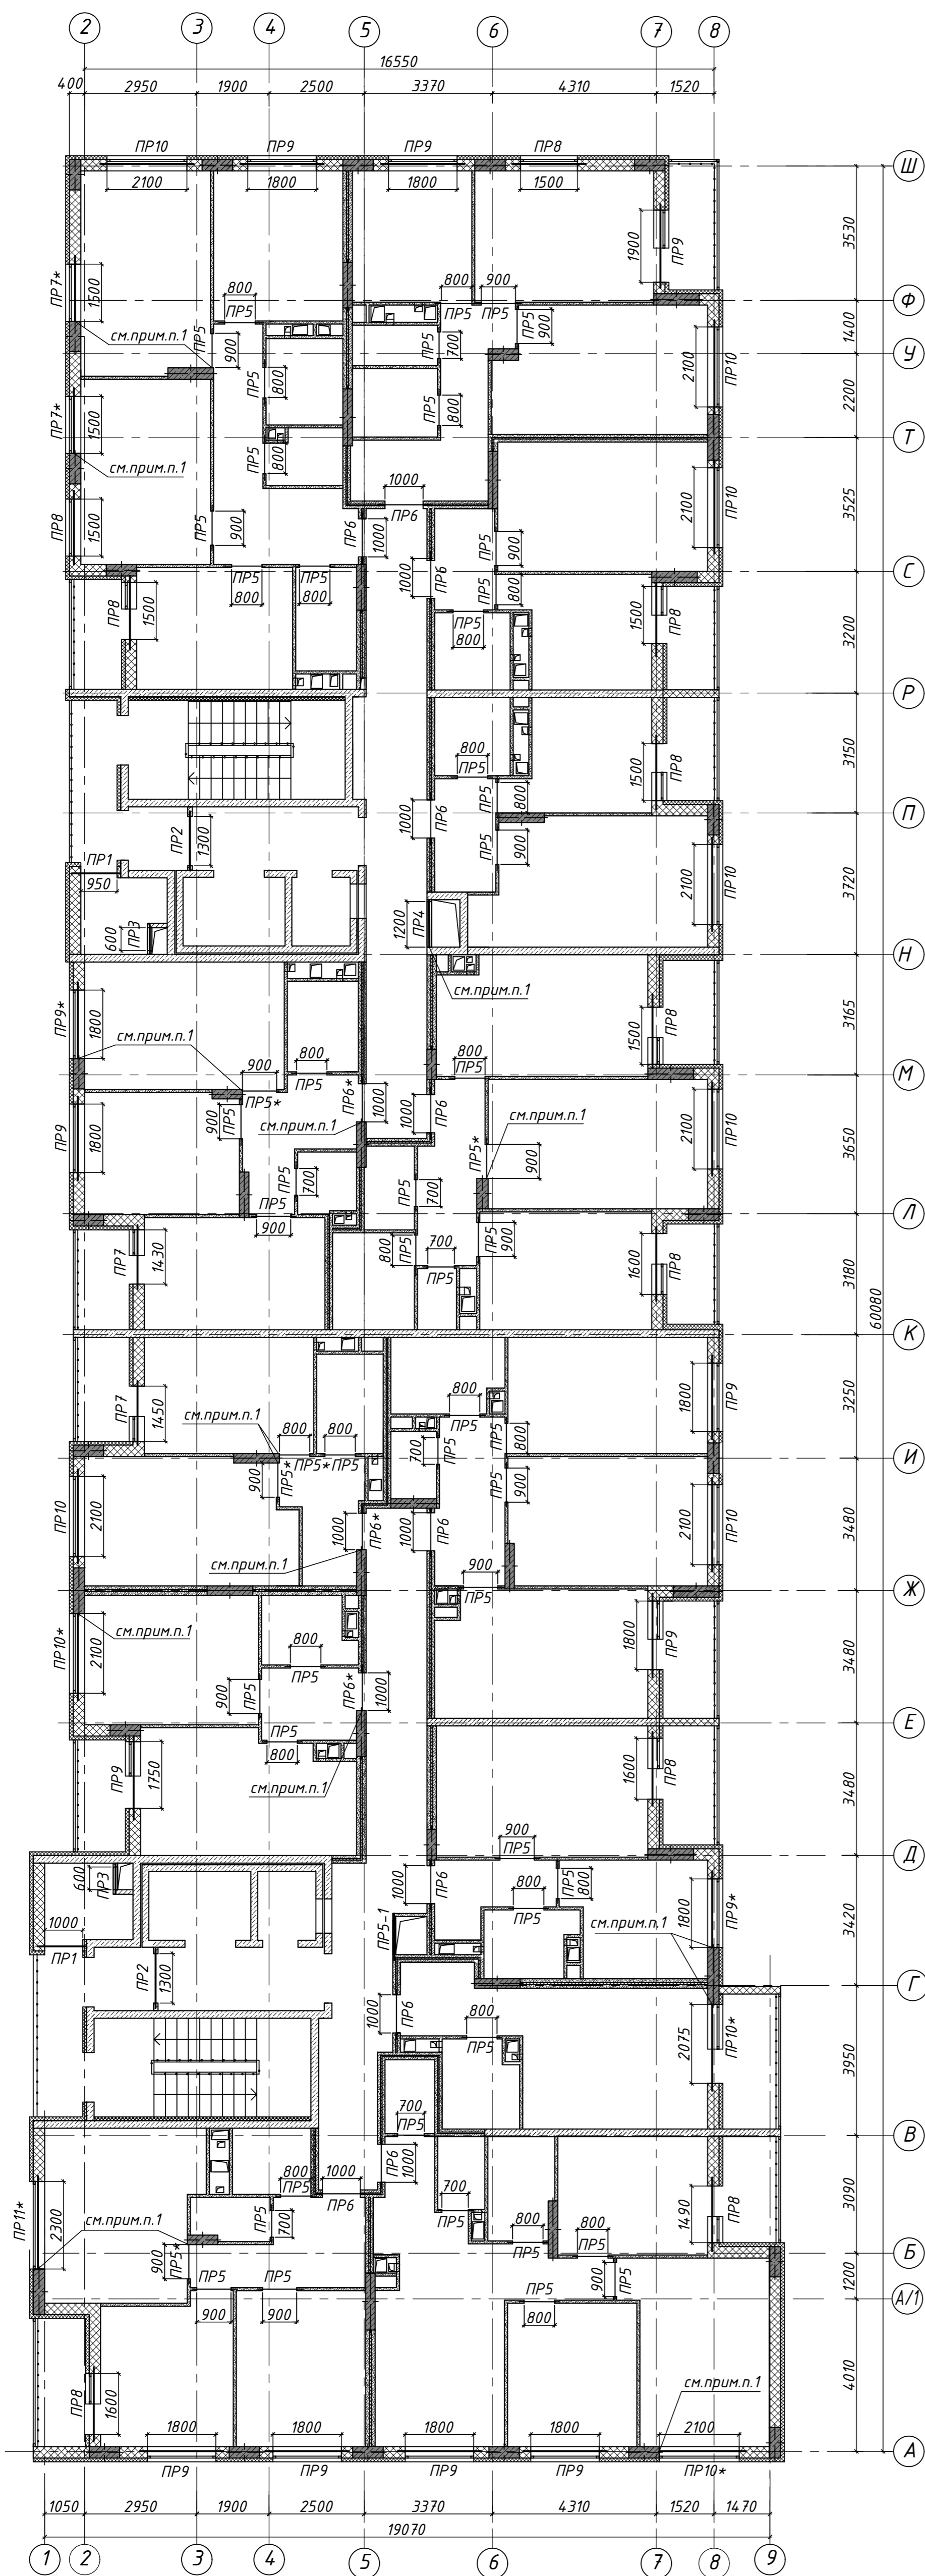 2 3 4 5 6 7 8
16550
400 2950 1900 2500 3370 4310 1520
ПР10 ПР9 ПР9 ПР8
Ш
2100 1800 1800 1500
1900 ПР9
3530
ПР7* 1500
800 ПР5
800 900
ПР5 ПР5
Ф
см.прим.п.1
ПР5 900
ПР5 700
ПР5 900
1400
2100 ПР10
У
ПР5 800
ПР7* 1500
ПР5 800
2200
Т
ПР5 800
см.прим.п.1
1000
ПР6
2100 ПР10
ПР8 1500
ПР5 900
ПР6 1000
ПР5 900
3525
1000 ПР6
С
ПР5 ПР5
800 800
ПР8 1500
ПР5 800
ПР5
800
1500 ПР8
3200
Р
800
ПР5
1500 ПР8
3150
ПР5 800
1000 ПР6
П
ПР2 1300
ПР5 900
ПР1
950
2100 ПР10
3720
600 ПР3
1200 ПР4
Н
см.прим.п.1
ПР9* 1800
1500 ПР8
3165
см.прим.п.1
900 800
ПР5* ПР5
800
ПР5
М
ПР9 1800
900 ПР5
ПР6* 1000
1000 ПР6
см.прим.п.1
см.прим.п.1
ПР5* 900
2100 ПР10
3650
ПР5 700
ПР5 700
ПР5
900
Л
ПР7 1430
800 ПР5
700
ПР5
ПР5 900
1600 ПР8
3180
60080
К
ПР7 1450
см.прим.п.1
800 800
ПР5* ПР5
800
ПР5
700 ПР5
ПР5 800
1800 ПР9
3250
И
ПР10 2100
900 ПР5*
1000 ПР6*
1000 ПР6
ПР5 900
2100 ПР10
3480
см.прим.п.1
900
ПР5
Ж
см.прим.п.1
ПР10* 2100
800
ПР5
1800 ПР9
3480
900 ПР5
ПР6* 1000
Е
ПР5
800
ПР9 1750
см.прим.п.1
1600 ПР8
3480
900
ПР5
Д
600 ПР3
1000 ПР6
ПР5 800
800
ПР5
1800 ПР9*
3420
1000
ПР1
ПР2 1300
ПР5-1
см.прим.п.1
Г
1000 ПР6
800
ПР5
2075 ПР10*
3950
700
ПР5
В
800 1000
ПР5 ПР6
ПР6 1000
ПР11* 2300
700
ПР5
1490 ПР8
3090
см.прим.п.1
ПР5 700
800 800
ПР5 ПР5
Б
900 ПР5*
ПР5 ПР5
900 900
900 ПР5
1200
ПР5
800
А/1
ПР8 1600
см.прим.п.1
4010
1800 1800 1800 1800 2100
А
ПР9 ПР9 ПР9 ПР9 ПР10*
1050 2950 1900 2500 3370 4310 1520 1470
19070
1 2 3 4 5 6 7 8 9